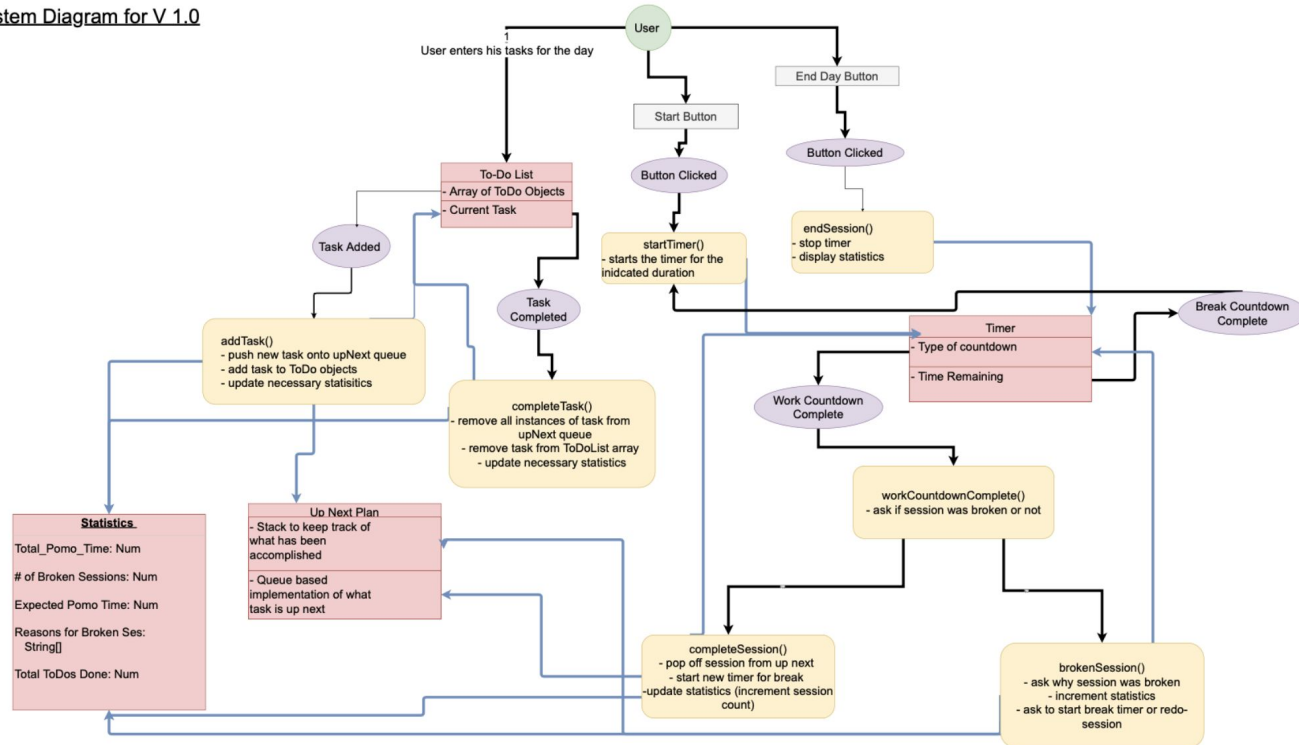 stem Diagram for V 1.0
User
1
User enters his tasks for the day
End Day Button
Start Button
Button Clicked
Button Clicked
To-Do List
- Array of ToDo Objects
- Current Task
Task Added
endSession()
- stop timer
- display statistics
startTimer()
- starts the timer for the
inidcated duration
Task
Completed
Break Countdown
Complete
Timer
- Type of countdown
- Time Remaining
addTask()
- push new task onto upNext queue
- add task to ToDo objects
- update necessary statisitics
Work Countdown
Complete
completeTask()
- remove all instances of task from
upNext queue
- remove task from ToDoList array
- update necessary statistics
workCountdownComplete()
- ask if session was broken or not
Up Next Plan
- Stack to keep track of
what has been
accomplished
- Queue based
implementation of what
task is up next
Statistics
Total_Pomo_Time: Num
# of Broken Sessions: Num
Expected Pomo Time: Num
Reasons for Broken Ses:
String[]
Total ToDos Done: Num
completeSession()
- pop off session from up next
- start new timer for break
-update statistics (increment session
count)
brokenSession()
- ask why session was broken
- increment statistics
- ask to start break timer or redo-
session